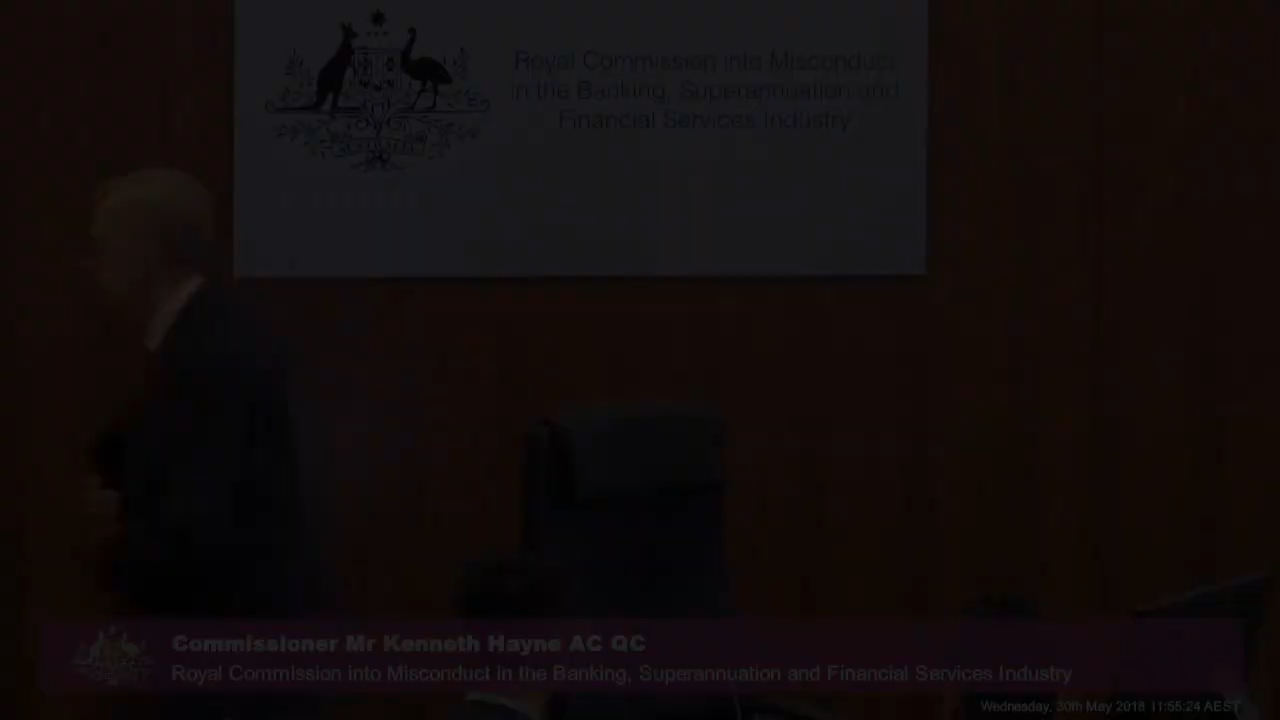 Royal Commission into Misconduct
in the Banking, Superannuation and
Financial Services Industry
Commissioner Mr Kenneth Hayne AC QC
Royal Commission into Misconduct in the Banking, Superannuation and Financial Services Industry
Wednesday, 30th May 2018 11:55:24 AEST